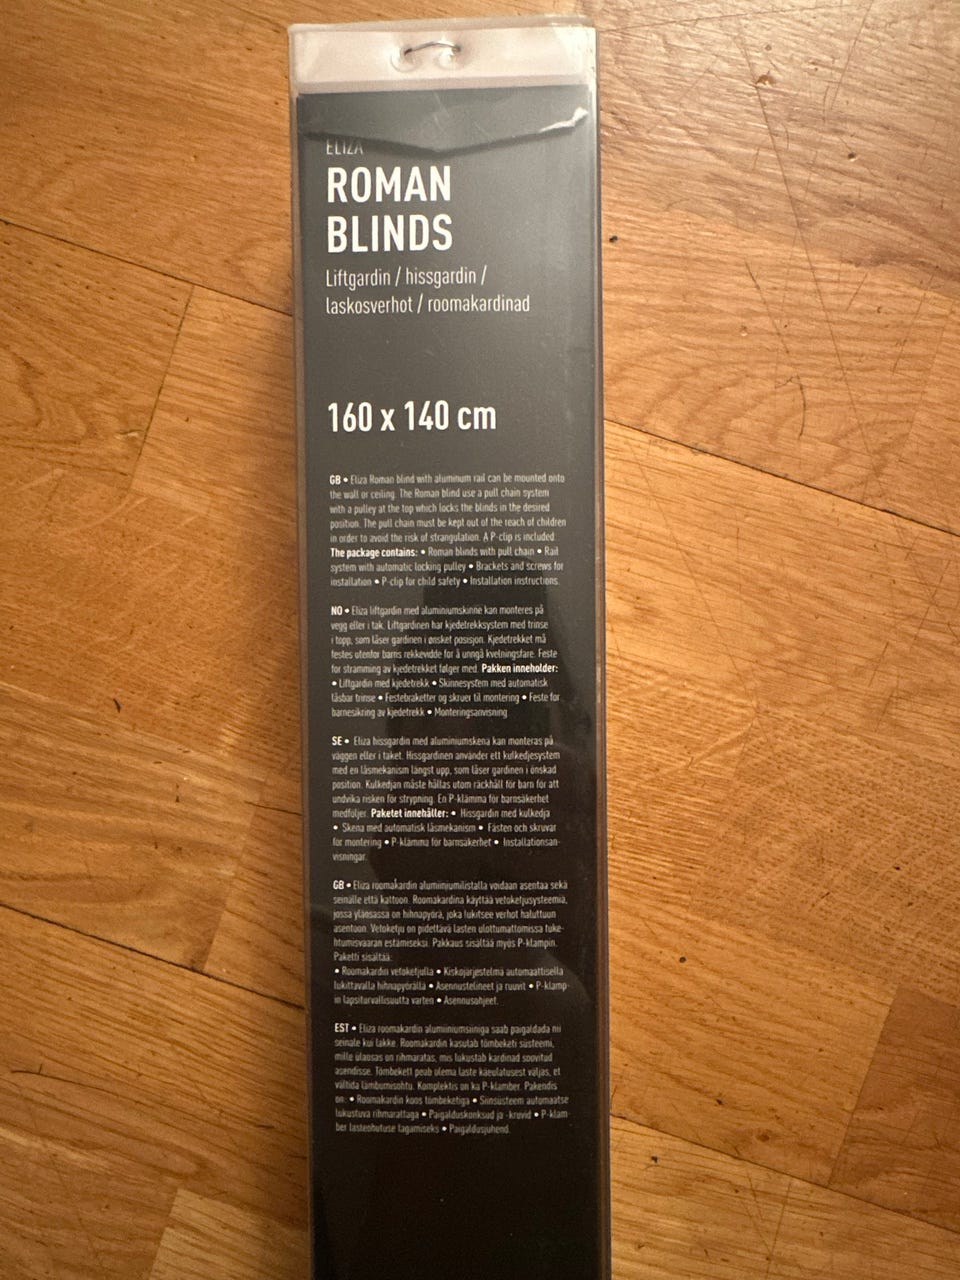 ELIZA
ROMAN
BLINDS
Liftgardin / hissgardin /
laskosverhot / roomakardinad
160 x 140 cm
GB • Eliza Roman blind with aluminum rail can be mounted onto
the wall or ceiling. The Roman blind use a pull chain system
with a pulley at the top which locks the blinds in the desired
position. The pull chain must be kept out of the reach of children
in order to avoid the risk of strangulation. A P-clip is included
The package contains: • Roman blinds with pull chain • Rail
system with automatic locking pulley • Brackets and screws for
installation • P-clip for child safety • Installation instructions.
NO • Eliza liftgardin med aluminiumskinne kan monteres på
vegg eller i tak. Liftgardinen har kjedetrekksystem med trinse
i topp, som låser gardinen i ønsket posisjon. Kjedetrekket må
festes utenfor barns rekkevidde for å unngå kvelningsfare. Feste
for stramming av kjedetrekket følger med. Pakken inneholder:
• Liftgardin med kjedetrekk • Skinnesystem med automatisk
låsbar trinse • Festebraketter og skruer til montering • Feste for
barnesikring av kjedetrekk • Monteringsanvisning
SE • Eliza hissgardin med aluminiumskena kan monteras på
väggen eller i taket. Hissgardinen använder ett kulkedjesystem
med en låsmekanism längst upp, som låser gardinen i önskad
position. Kulkedjan måste hållas utom räckhåll för barn för att
undvika risken för strypning. En P-klämma för barnsäkerhet
medföljer. Paketet innehåller: • Hissgardin med kulkedja
• Skena med automatisk låsmekanism • Fästen och skruvar
för montering • P-klämma för barnsäkerhet • Installationsan-
visningar.
GB • Eliza roomakardin alumiinjumilistalla voidaan asentaa sekä
seinälle että kattoon. Roomakardina käyttää vetoketjusysteemia,
jossa yläosassa on hihnapyörä, joka lukitsee verhot haluttuun
asentoon. Vetoketju on pidettävä lasten ulottumattomissa tuke-
htumisvaaran estämiseksi. Pakkaus sisältää myös P-klampin.
Paketti sisältää:
• Roomakardin vetoketjulla • Kiskojärjestelmä automaattisella
lukittavalla hihnapyörällä • Asennustelineet ja ruuvit • P-klamp-
in lapsiturvallisuutta varten • Asennusohjeet.
EST • Eliza roomakardin alumiiniumsiiniga saab paigaldada nii
seinale kui lakke. Roomakardin kasutab tõmbeketi süsteemi,
mille ülaosas on rihmaratas, mis lukustab kardinad soovitud
asendisse. Tõmbekett peab olema laste käeulatusest väljas, et
vältida lämbumisohtu. Komplektis on ka P-klamber. Pakendis
on: • Roomakardin koos tõmbeketiga • Siinsüsteem automaatse
lukustuva rihmarattaga • Paigalduskonksud ja -kruvid • P-klam
ber lasteohutuse tagamiseks • Paigaldusjuhend.